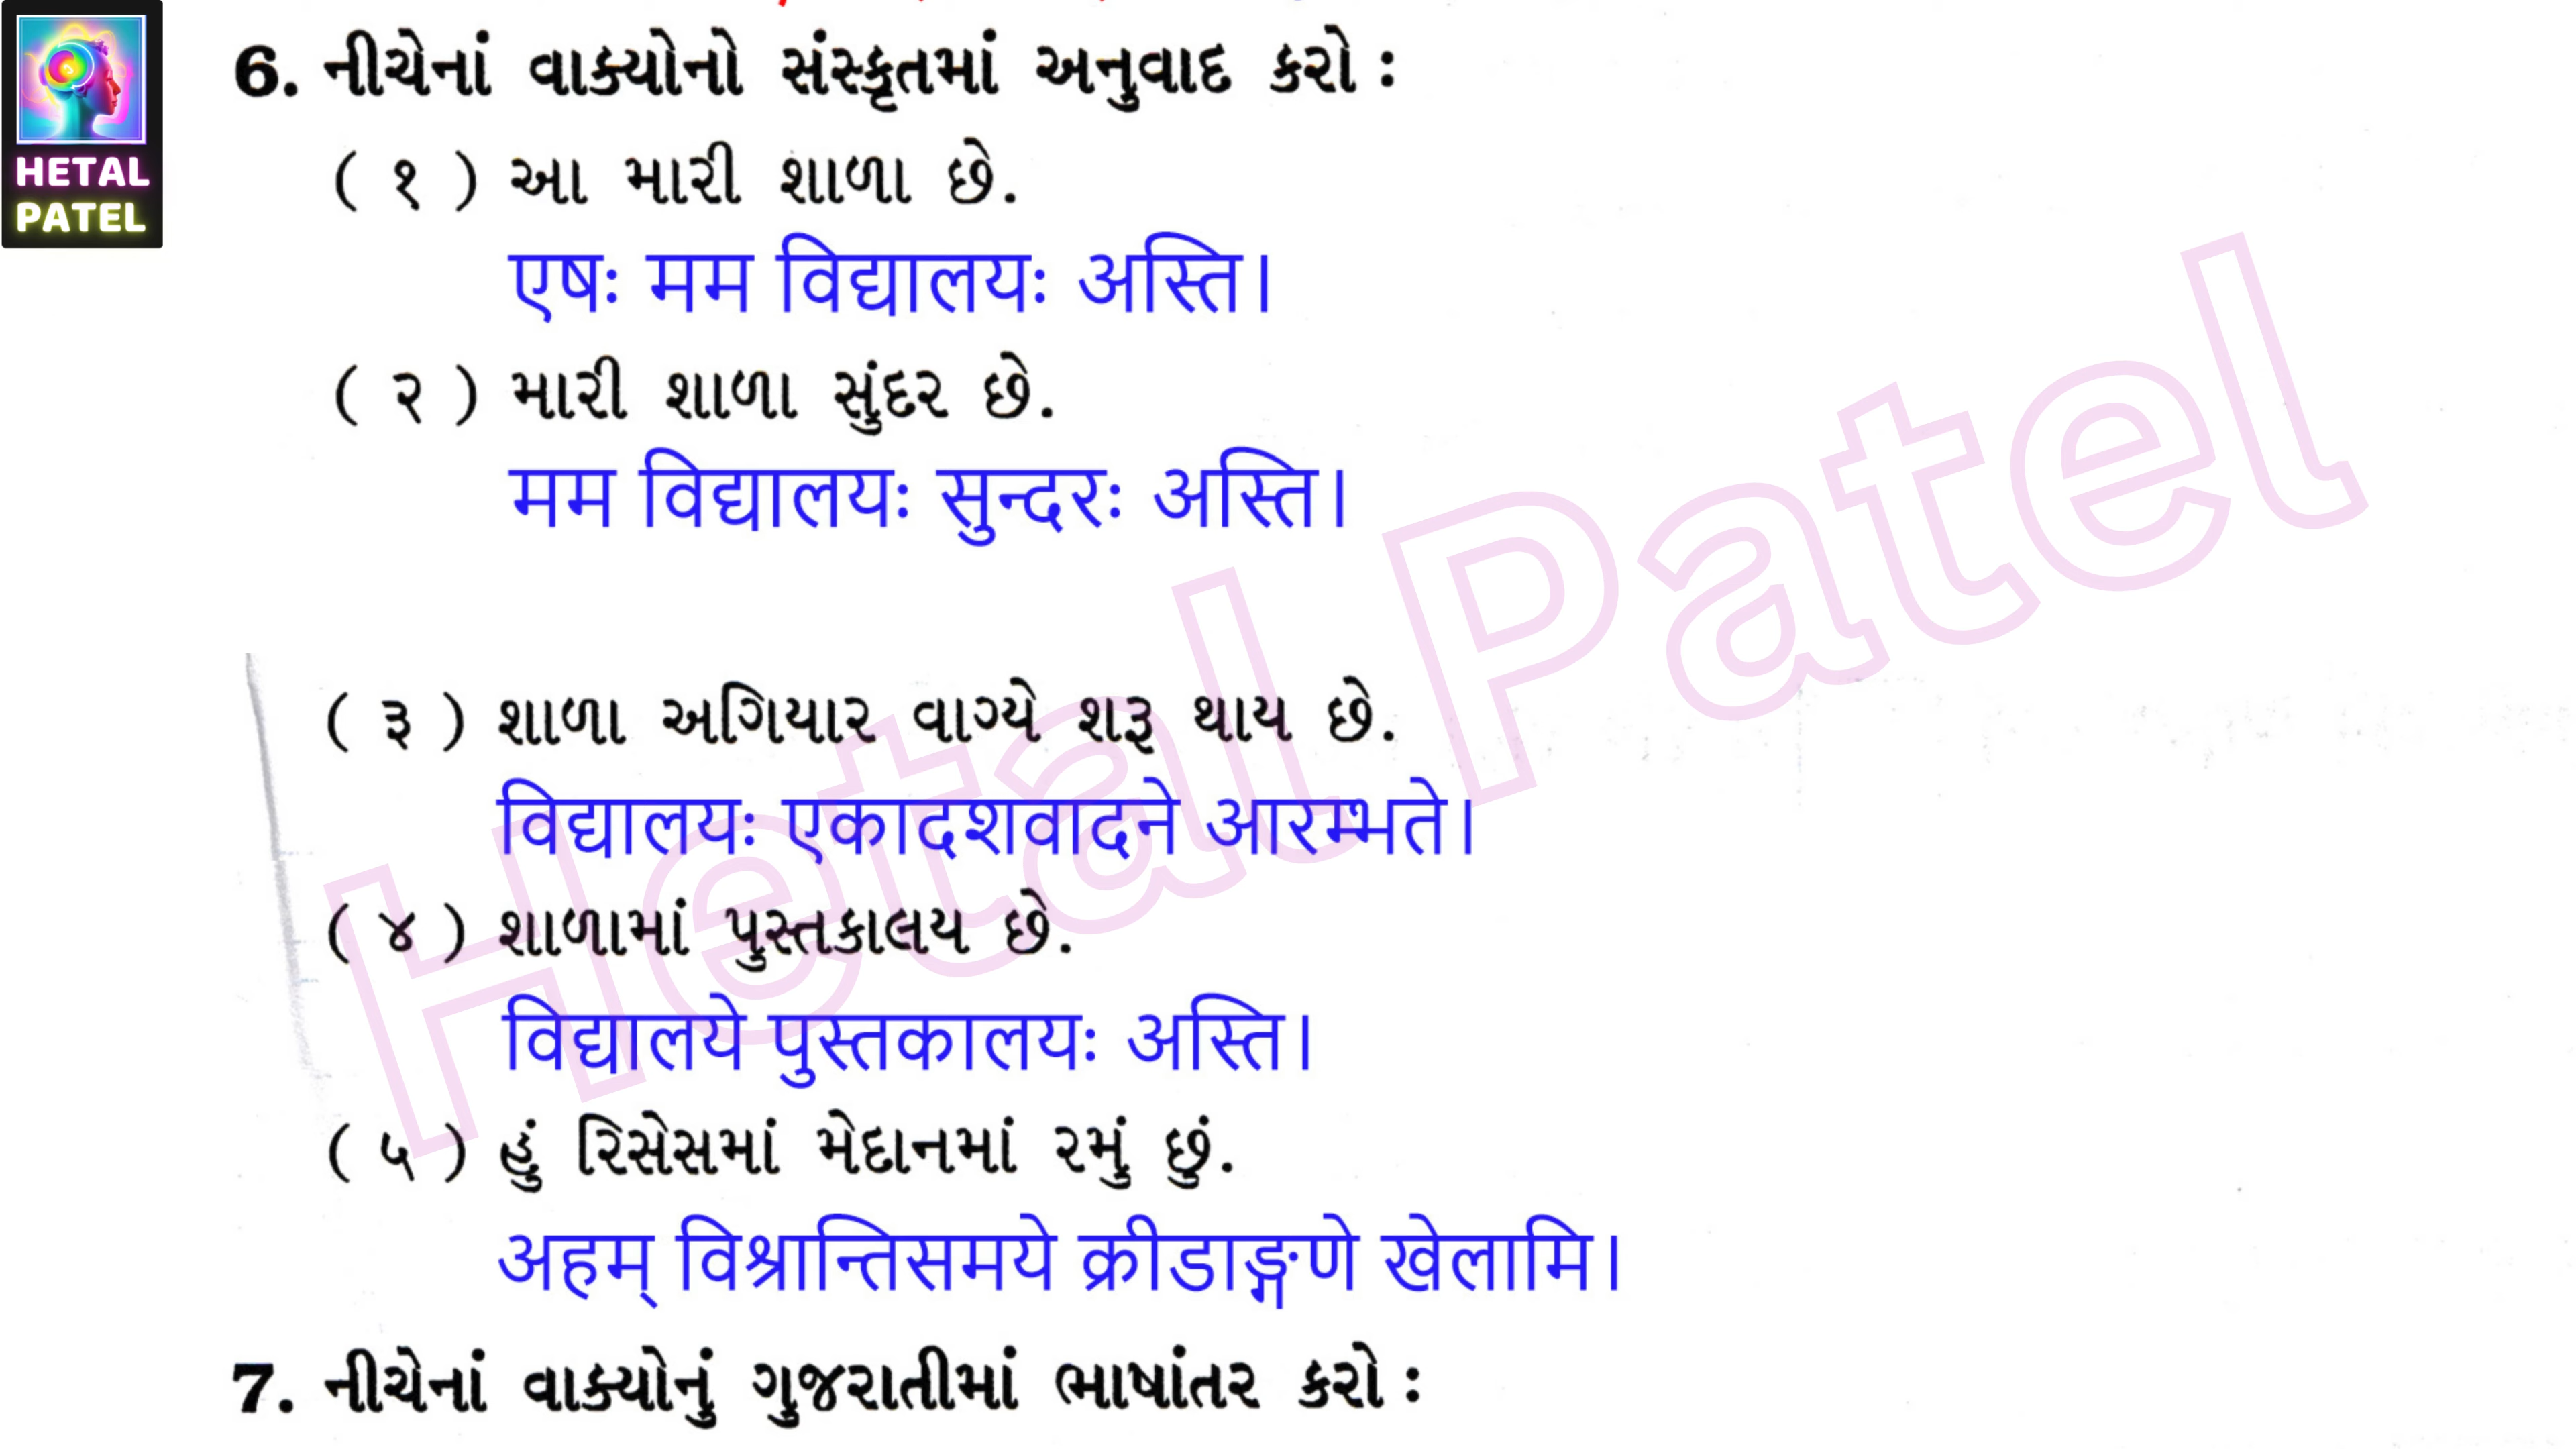 HETAL
PATEL
6. નીચેનાં વાક્યોનો સંસ્કૃતમાં અનુવાદ કરો :
( ૧ ) આ મારી શાળા છે.
एषः मम विद्यालयः अस्ति।
( ૨ ) મારી શાળા સુંદર છે.
मम विद्यालयः सुन्दरः अस्ति।
( ૩ ) શાળા અગિયાર વાગ્યે શરૂ થાય છે.
विद्यालयः एकादशवादने आरम्भते।
( ૪ ) શાળામાં પુસ્તકાલય છે.
विद्यालये पुस्तकालयः अस्ति।
( ૫ ) હું રિસેસમાં મેદાનમાં રમું છું.
अहम् विश्रान्तिसमये क्रीडाङ्गणे खेलामि।
7. નીચેનાં વાક્યોનું ગુજરાતીમાં ભાષાંતર કરો :
Hetal Patel